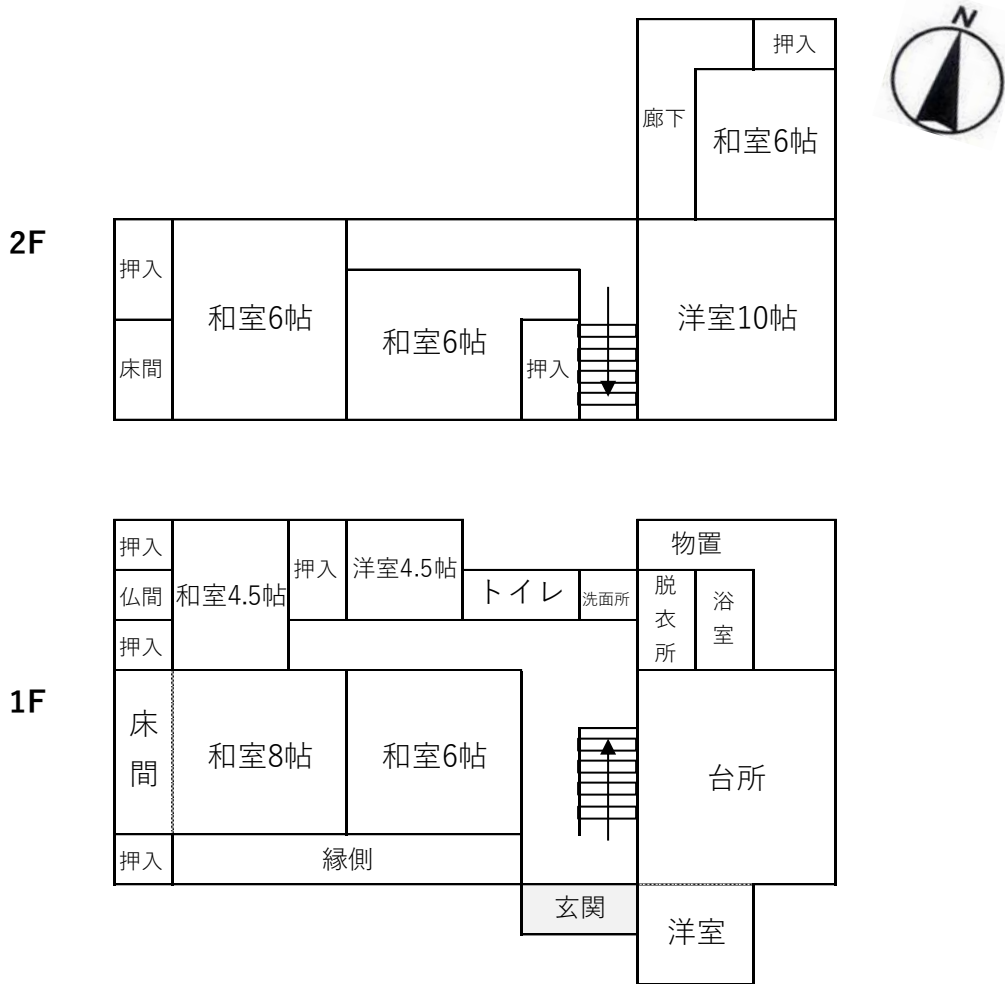 N
押入
廊下
和室6帖
2F
押入
和室6帖
和室6帖
洋室10帖
床間
押入
押入
仏間
押入
和室4.5帖
押入
洋室4.5帖
トイレ
洗面所
物置
脱衣所
浴室
1F
床間
和室8帖
和室6帖
台所
押入
縁側
玄関
洋室